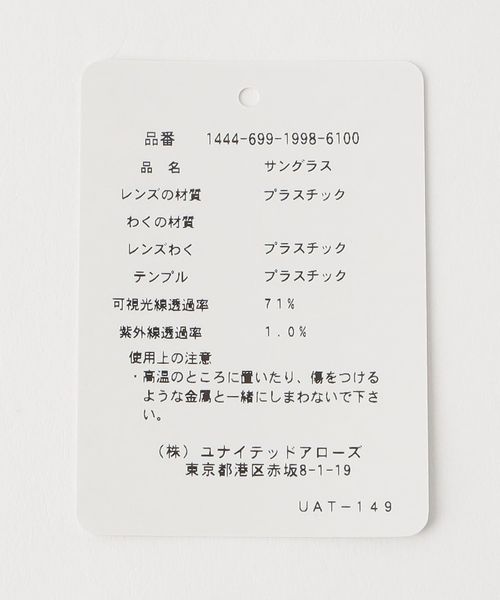 品番 1444-699-1998-6100
品 名 サングラス
レンズの材質 プラスチック
わくの材質
レンズわく プラスチック
テンプル プラスチック
可視光線透過率 71%
紫外線透過率 1.0%
使用上の注意
・高温のところに置いたり、傷をつける
ような金属と一緒にしまわないで下さ
い。
(株) ユナイテッドアローズ
東京都港区赤坂8-1-19
UAT-149